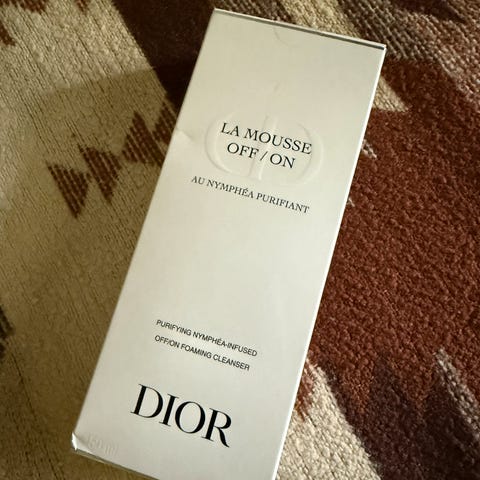 LA MOUSSE
OFF/ON
AU NYMPHÉA PURIFIANT
PURIFYING NYMPHÉA-INFUSED
OFF/ON FOAMING CLEANSER
DIOR